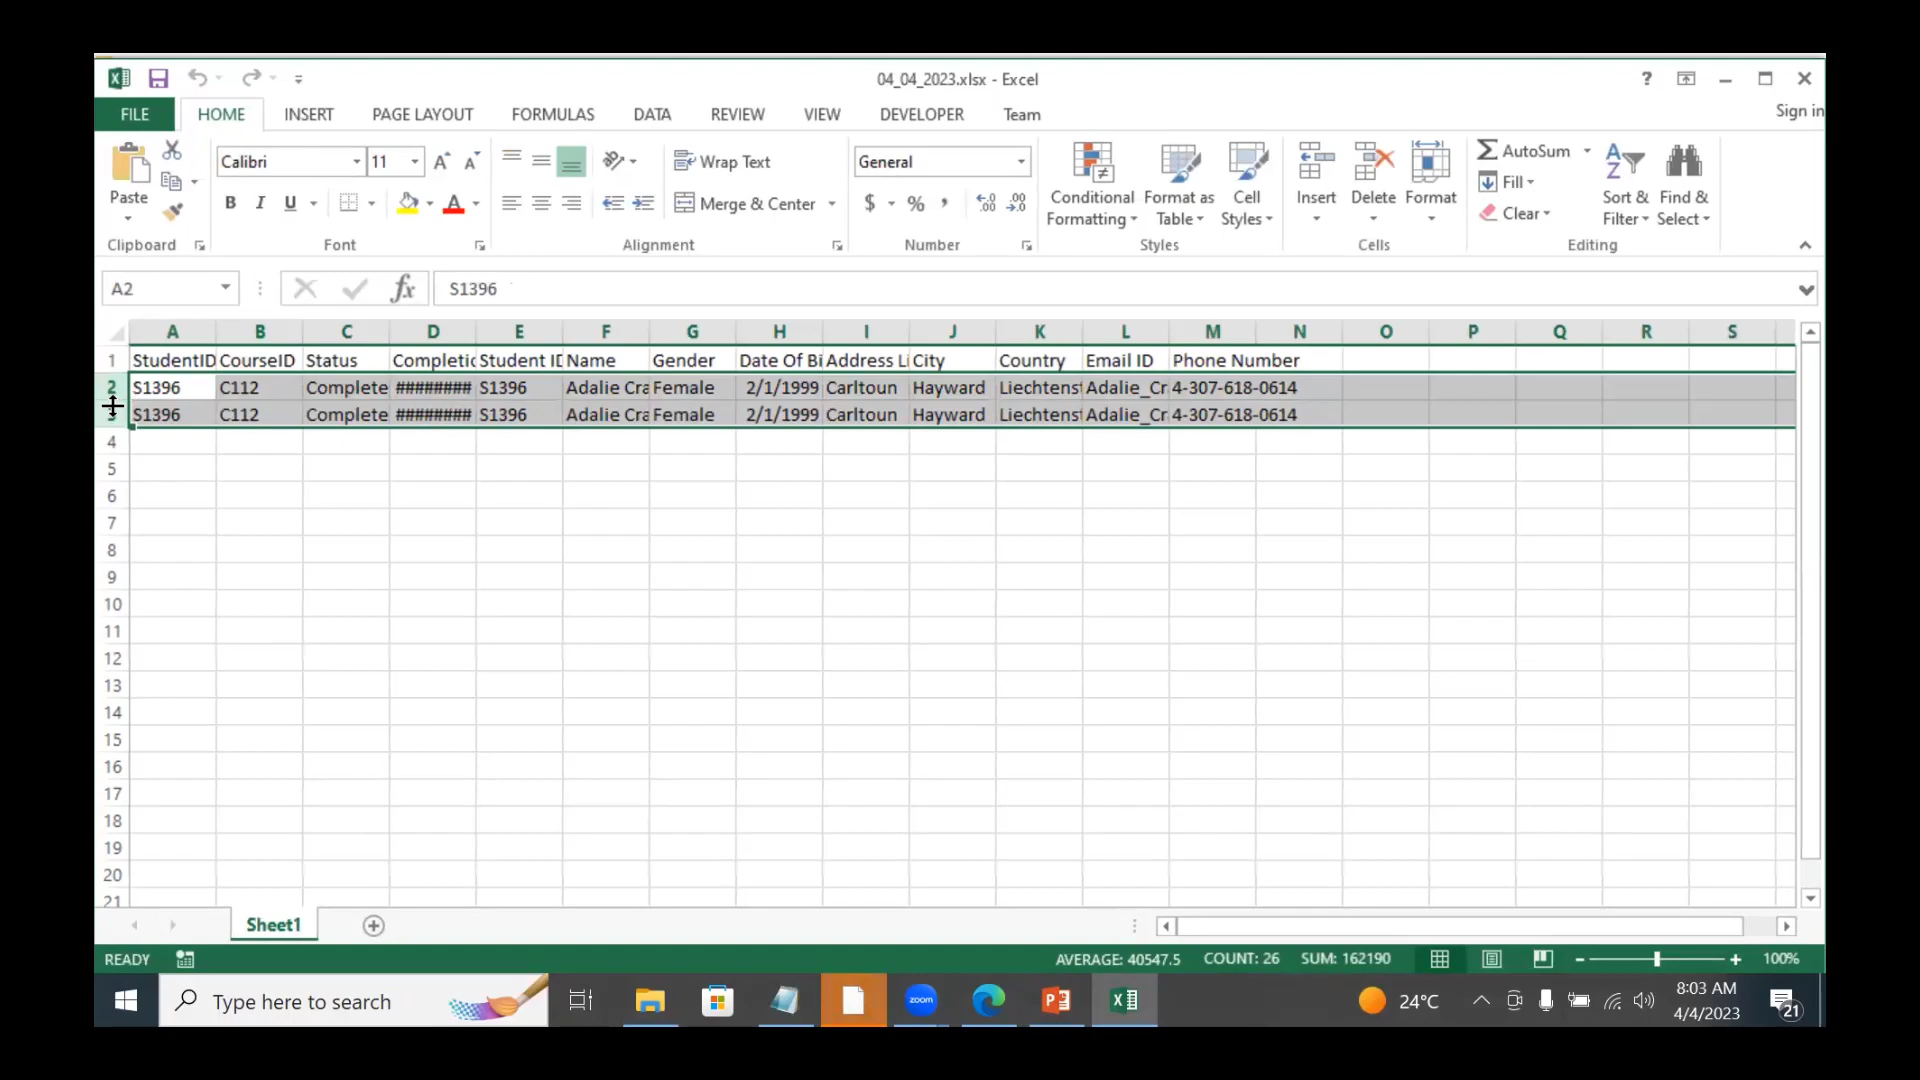 04_04_2023.xlsx - Excel
?
Sign in
FILE HOME INSERT PAGE LAYOUT FORMULAS DATA REVIEW VIEW DEVELOPER Team
Paste
Clipboard
Calibri 11
B I U A
Font
Wrap Text
Merge & Center
Alignment
General
$ % ,
Number
Conditional Formatting
Format as Table
Cell Styles
Styles
Insert Delete Format
Cells
AutoSum
Fill
Clear
Sort & Filter
Find & Select
Editing
A2 fx S1396
A B C D E F G H I J K L M N O P Q R S
1 StudentID CourseID Status Completic Student ID Name Gender Date Of Bi Address Li City Country Email ID Phone Number
2 S1396 C112 Complete ######## S1396 Adalie Cra Female 2/1/1999 Carltoun Hayward Liechtenst Adalie_Cr 4-307-618-0614
3 S1396 C112 Complete ######## S1396 Adalie Cra Female 2/1/1999 Carltoun Hayward Liechtenst Adalie_Cr 4-307-618-0614
4
5
6
7
8
9
10
11
12
13
14
15
16
17
18
19
20
21
Sheet1
READY AVERAGE: 40547.5 COUNT: 26 SUM: 162190 100%
Type here to search
zoom
24°C
8:03 AM
4/4/2023
21